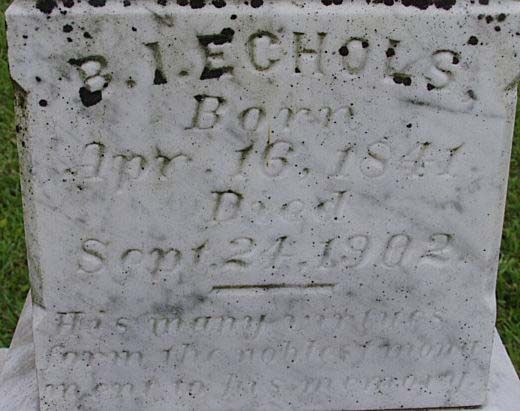 B. I. ECHOLS
Born
Apr. 16, 1841
Died
Sept. 24, 1902
His many virtues
form the noblest monu
ment to his memory.